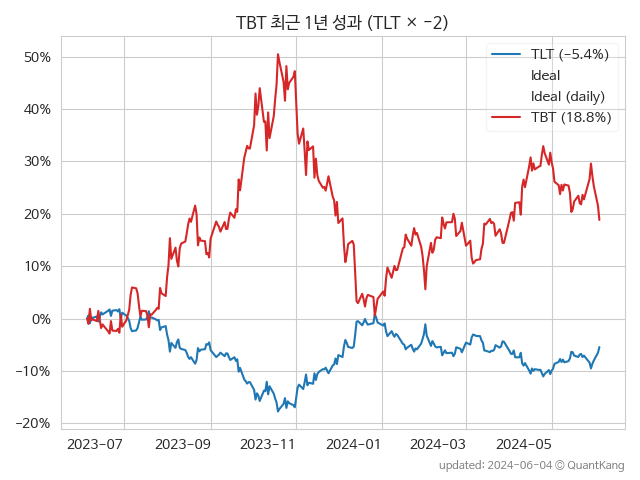 TBT 최근 1년 성과 (TLT × −2)
50%
40%
30%
20%
10%
0%
−10%
−20%
TLT (−5.4%)
Ideal
Ideal (daily)
TBT (18.8%)
2023−07
2023−09
2023−11
2024−01
2024−03
2024−05
updated: 2024−06−04 © QuantKang